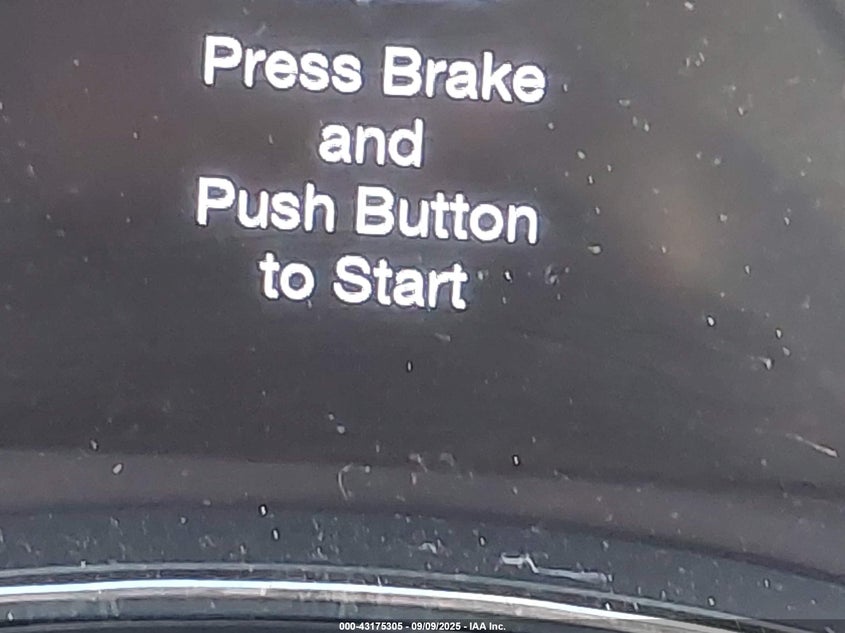 Press Brake
and
Push Button
to Start
000-43175305 - 09/09/2025 - IAA Inc.